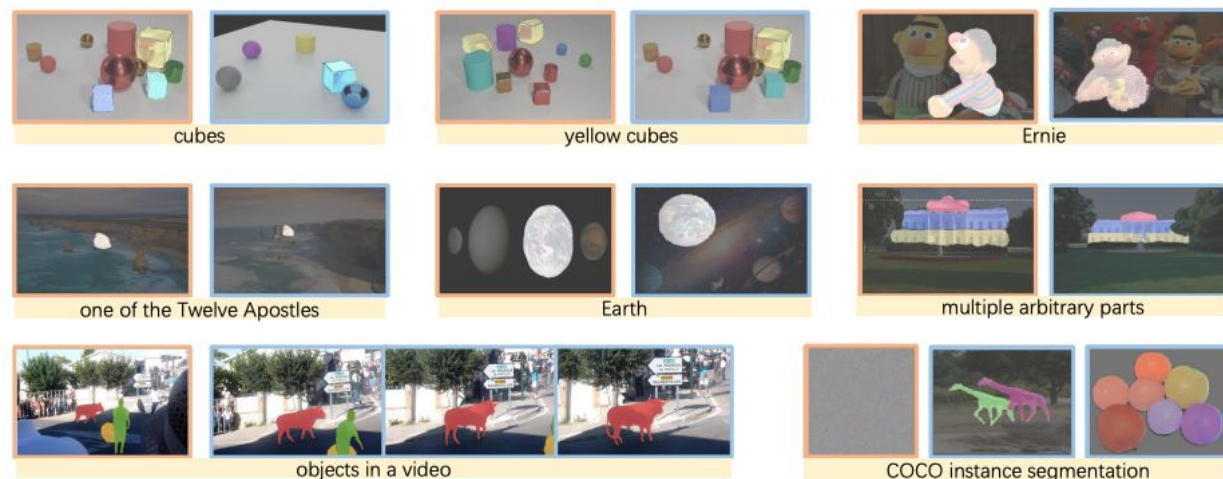 cubes
yellow cubes
Ernie
one of the Twelve Apostles
Earth
multiple arbitrary parts
objects in a video
COCO instance segmentation